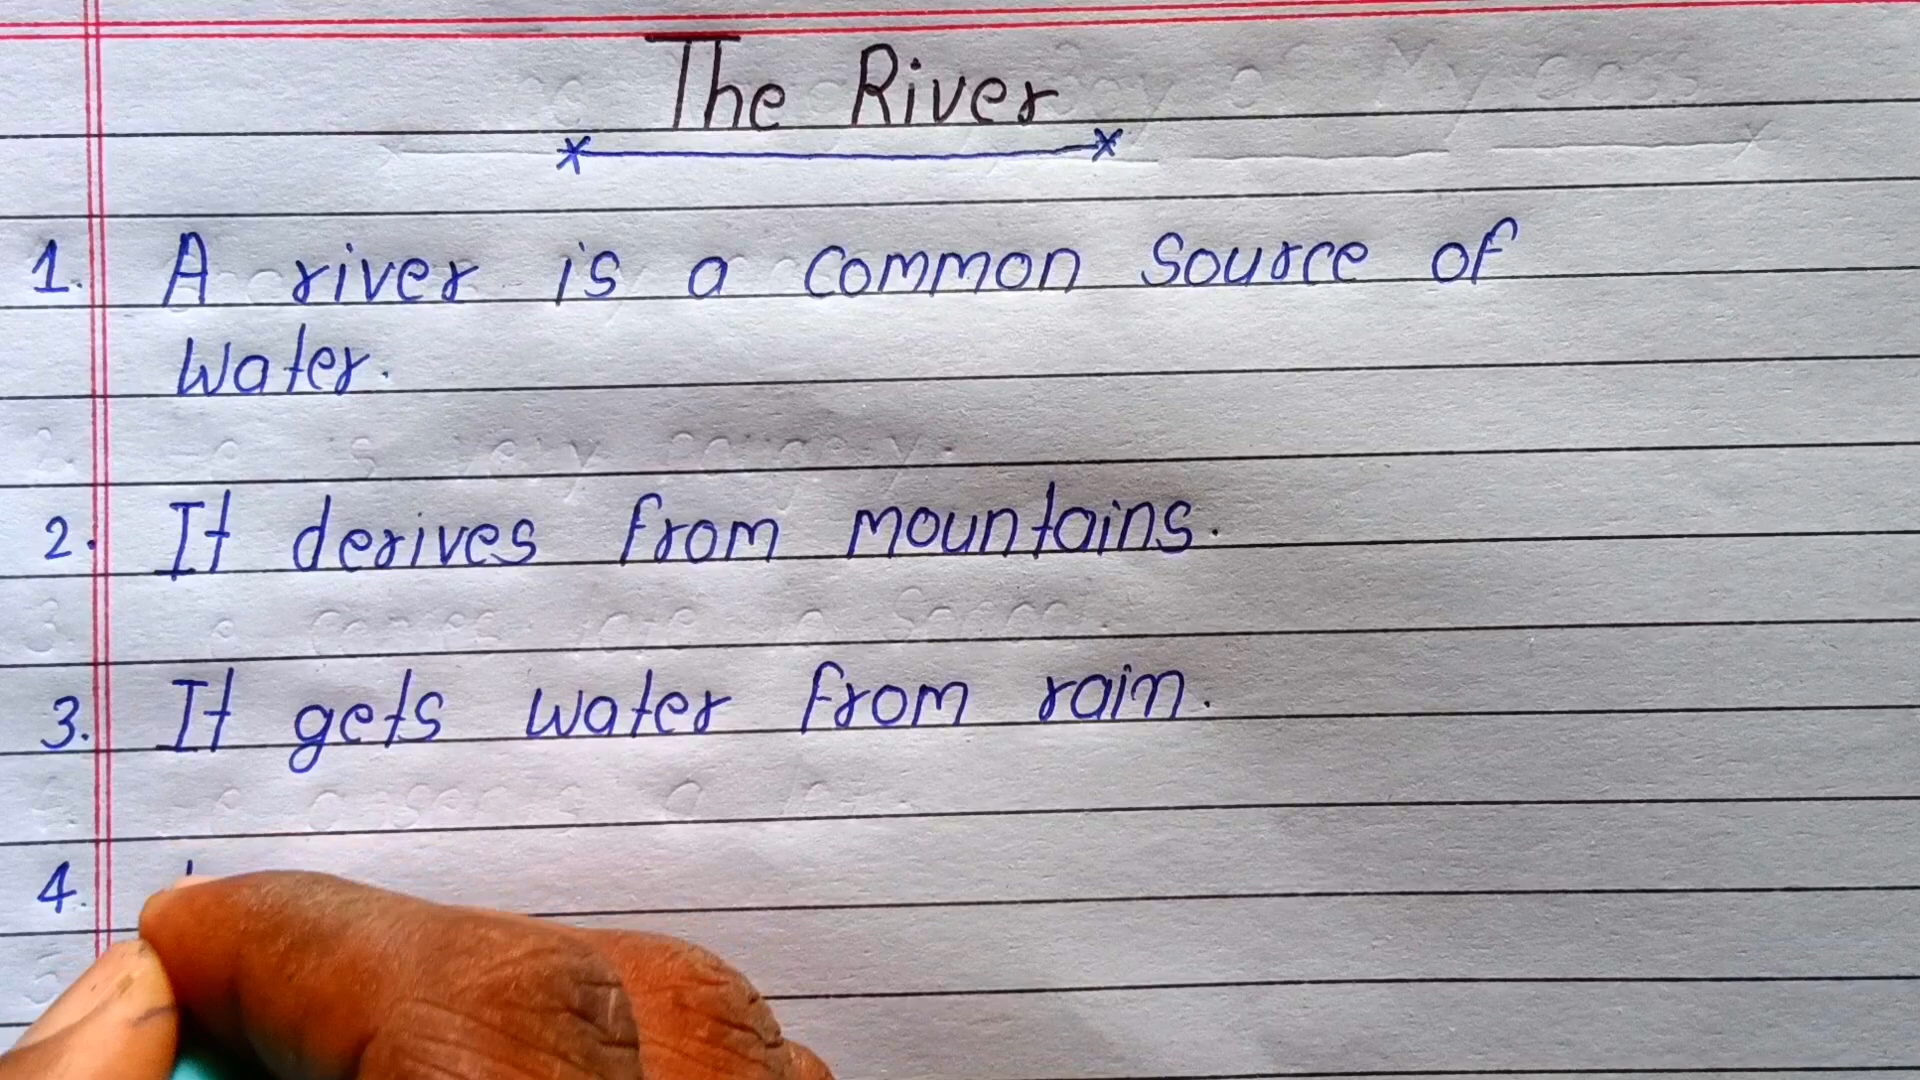 The River
1. A river is a common source of
water.
2. It derives from mountains.
3. It gets water from rain.
4.